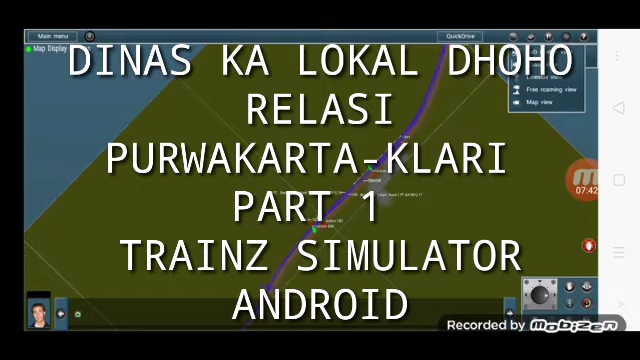 Main menu
QuickDrive
Map Display
DINAS KA LOKAL DHOHO
RELASI
PURWAKARTA-KLARI
PART 1
TRAINZ SIMULATOR
ANDROID
Free roaming view
Map view
07:42
Recorded by Mobizen